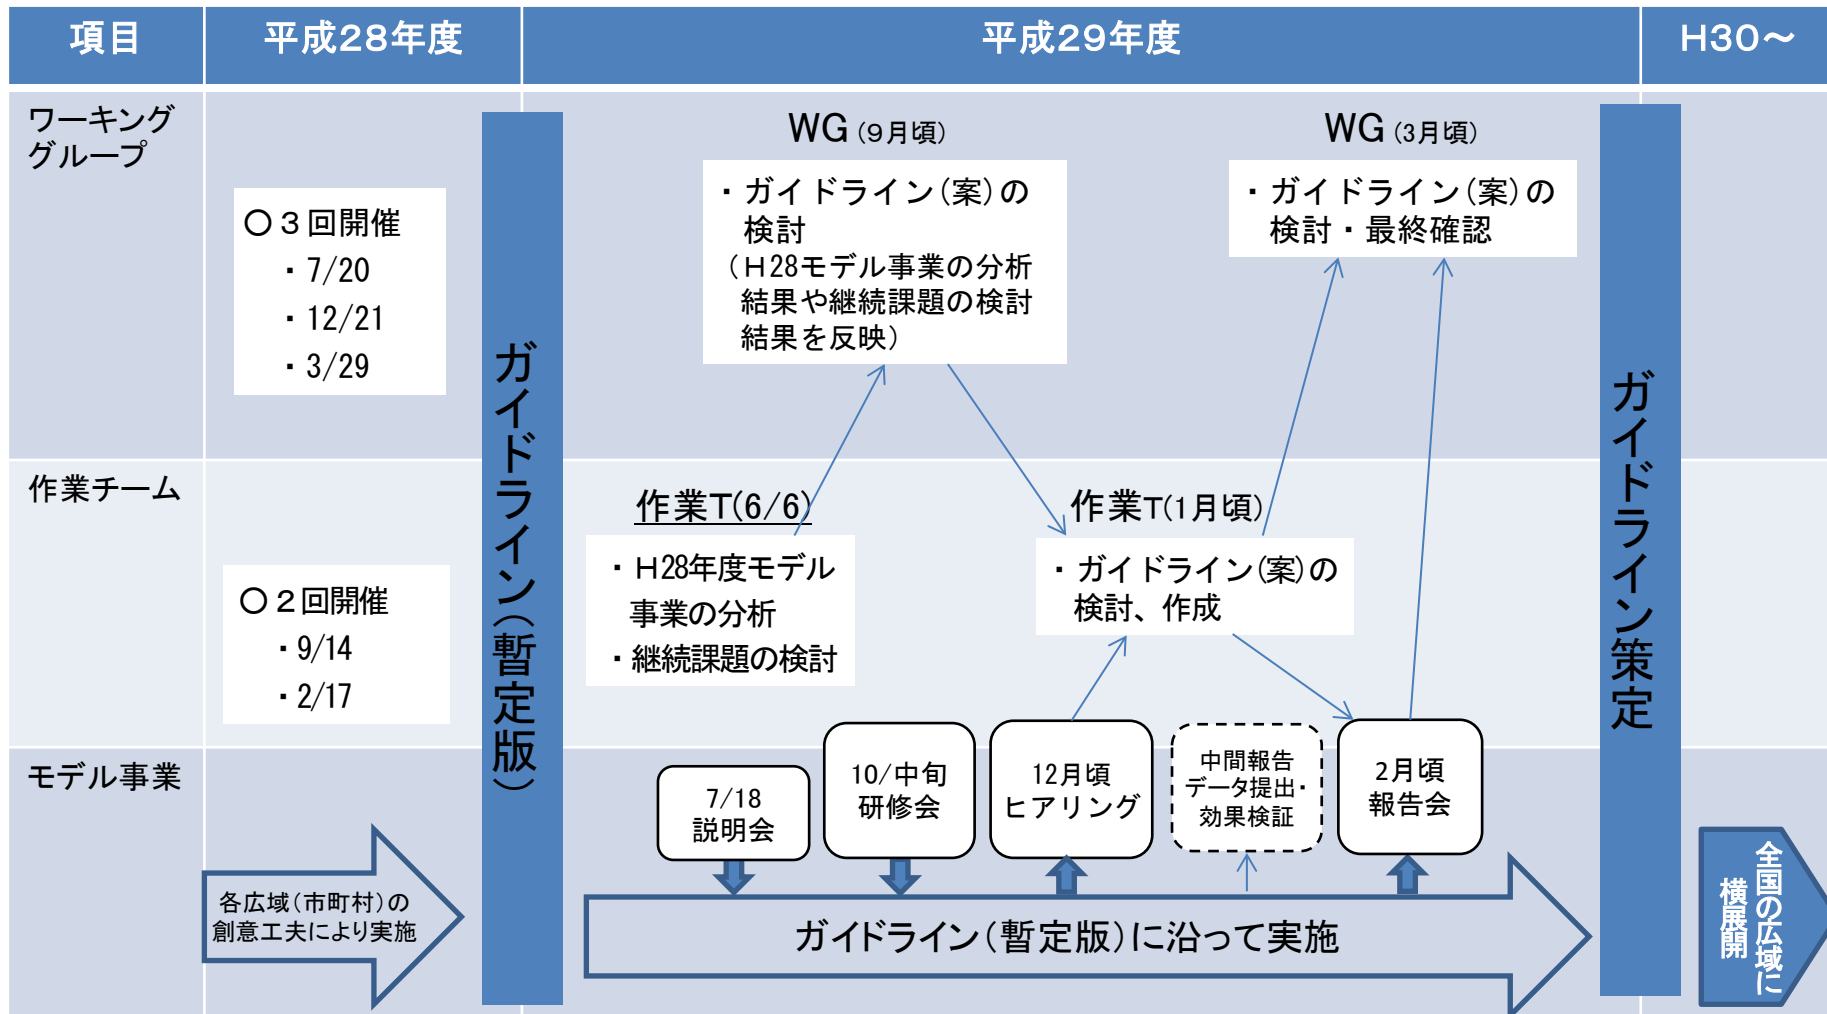 項目
平成28年度
平成29年度
H30～
ワーキング
グループ
○３回開催
・7/20
・12/21
・3/29
ガイドライン（暫定版）
WG（9月頃）
・ガイドライン（案）の
検討
（H28モデル事業の分析
結果や継続課題の検討
結果を反映）
WG（3月頃）
・ガイドライン（案）の
検討・最終確認
ガイドライン策定
作業チーム
○２回開催
・9/14
・2/17
作業T(6/6)
・H28年度モデル
事業の分析
・継続課題の検討
作業T(1月頃)
・ガイドライン（案）の
検討、作成
モデル事業
各広域（市町村）の
創意工夫により実施
7/18
説明会
10/中旬
研修会
12月頃
ヒアリング
中間報告
データ提出・
効果検証
2月頃
報告会
ガイドライン（暫定版）に沿って実施
全国の広域に
横展開